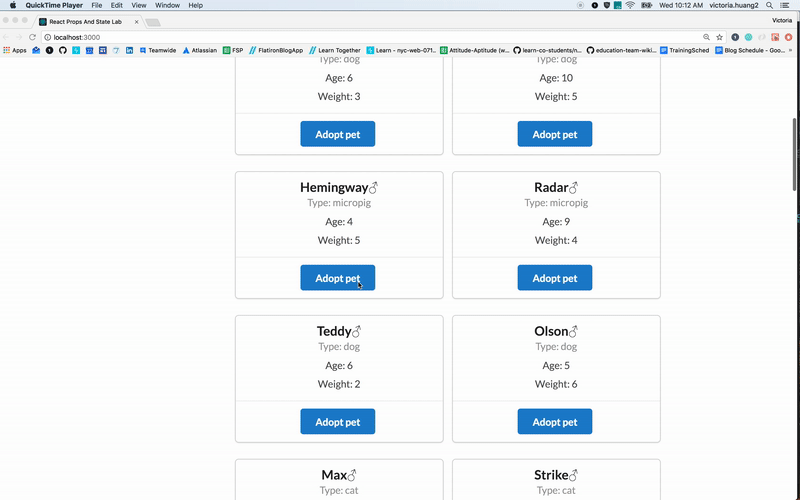 QuickTime Player File Edit View Window Help Wed 10:12 AM victoria.huang2
React Props And State Lab Victoria
localhost:3000
Apps Teamwide Atlassian FSP FlatironBlogApp Learn Together Learn - nyc-web-071... Attitude-Aptitude (w... learn-co-students/n... education-team-wiki... TrainingSched Blog Schedule - Goo... »
Type: dog Type: dog
Age: 6 Age: 10
Weight: 3 Weight: 5
Adopt pet Adopt pet
Hemingway♂ Radar♂
Type: micropig Type: micropig
Age: 4 Age: 9
Weight: 5 Weight: 4
Adopt pet Adopt pet
Teddy♂ Olson♂
Type: dog Type: dog
Age: 6 Age: 5
Weight: 2 Weight: 6
Adopt pet Adopt pet
Max♂ Strike♂
Type: cat Type: cat